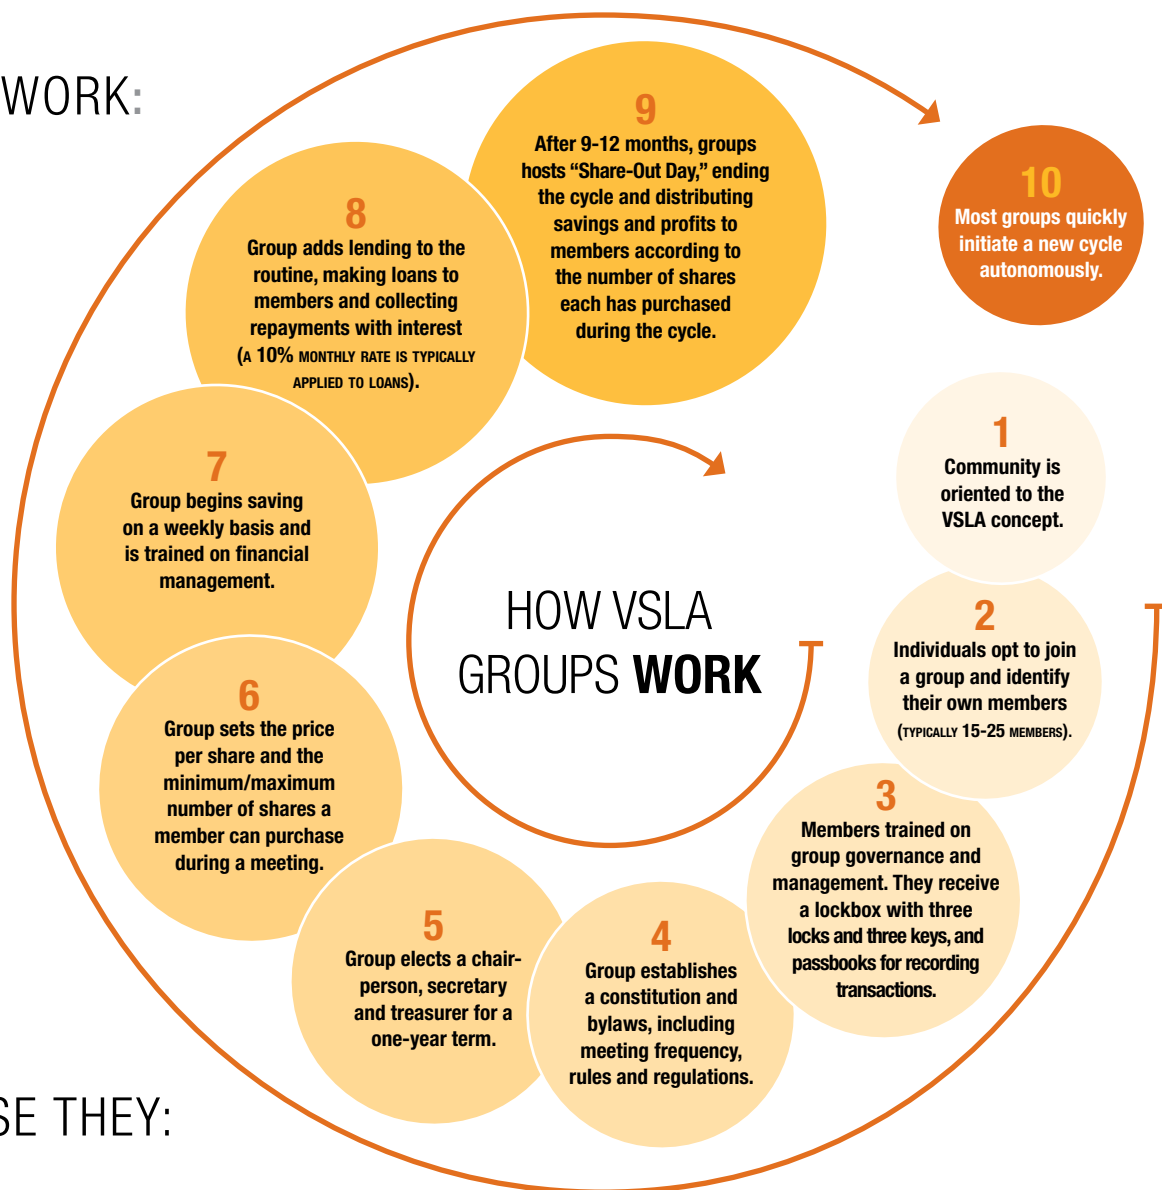 WORK:
9
After 9-12 months, groups
hosts “Share-Out Day,” ending
the cycle and distributing
savings and profits to
members according to
the number of shares
each has purchased
during the cycle.
10
Most groups quickly
initiate a new cycle
autonomously.
8
Group adds lending to the
routine, making loans to
members and collecting
repayments with interest
(A 10% MONTHLY RATE IS TYPICALLY
APPLIED TO LOANS).
1
Community is
oriented to the
VSLA concept.
7
Group begins saving
on a weekly basis and
is trained on financial
management.
HOW VSLA
GROUPS WORK
2
Individuals opt to join
a group and identify
their own members
(TYPICALLY 15-25 MEMBERS).
6
Group sets the price
per share and the
minimum/maximum
number of shares a
member can purchase
during a meeting.
3
Members trained on
group governance and
management. They receive
a lockbox with three
locks and three keys, and
passbooks for recording
transactions.
5
Group elects a chair-
person, secretary
and treasurer for a
one-year term.
4
Group establishes
a constitution and
bylaws, including
meeting frequency,
rules and regulations.
SE THEY: